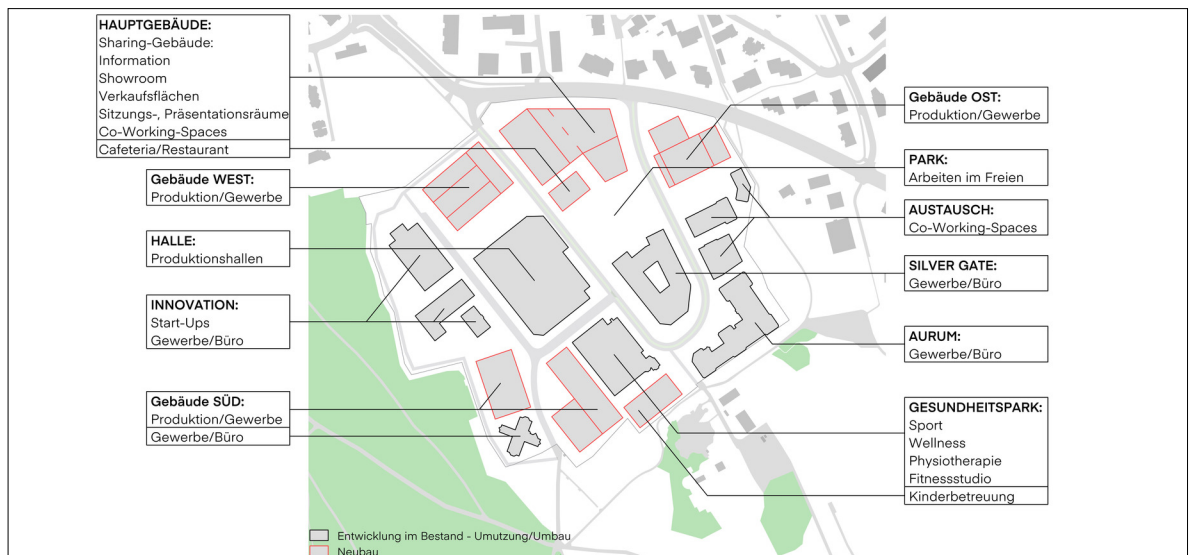 HAUPTGEBÄUDE:
Sharing-Gebäude:
Information
Showroom
Verkaufsflächen
Sitzungs-, Präsentationsräume
Co-Working-Spaces
Cafeteria/Restaurant
Gebäude WEST:
Produktion/Gewerbe
HALLE:
Produktionshallen
INNOVATION:
Start-Ups
Gewerbe/Büro
Gebäude SÜD:
Produktion/Gewerbe
Gewerbe/Büro
Gebäude OST:
Produktion/Gewerbe
PARK:
Arbeiten im Freien
AUSTAUSCH:
Co-Working-Spaces
SILVER GATE:
Gewerbe/Büro
AURUM:
Gewerbe/Büro
GESUNDHEITSPARK:
Sport
Wellness
Physiotherapie
Fitnessstudio
Kinderbetreuung
Entwicklung im Bestand - Umutzung/Umbau
Neubau